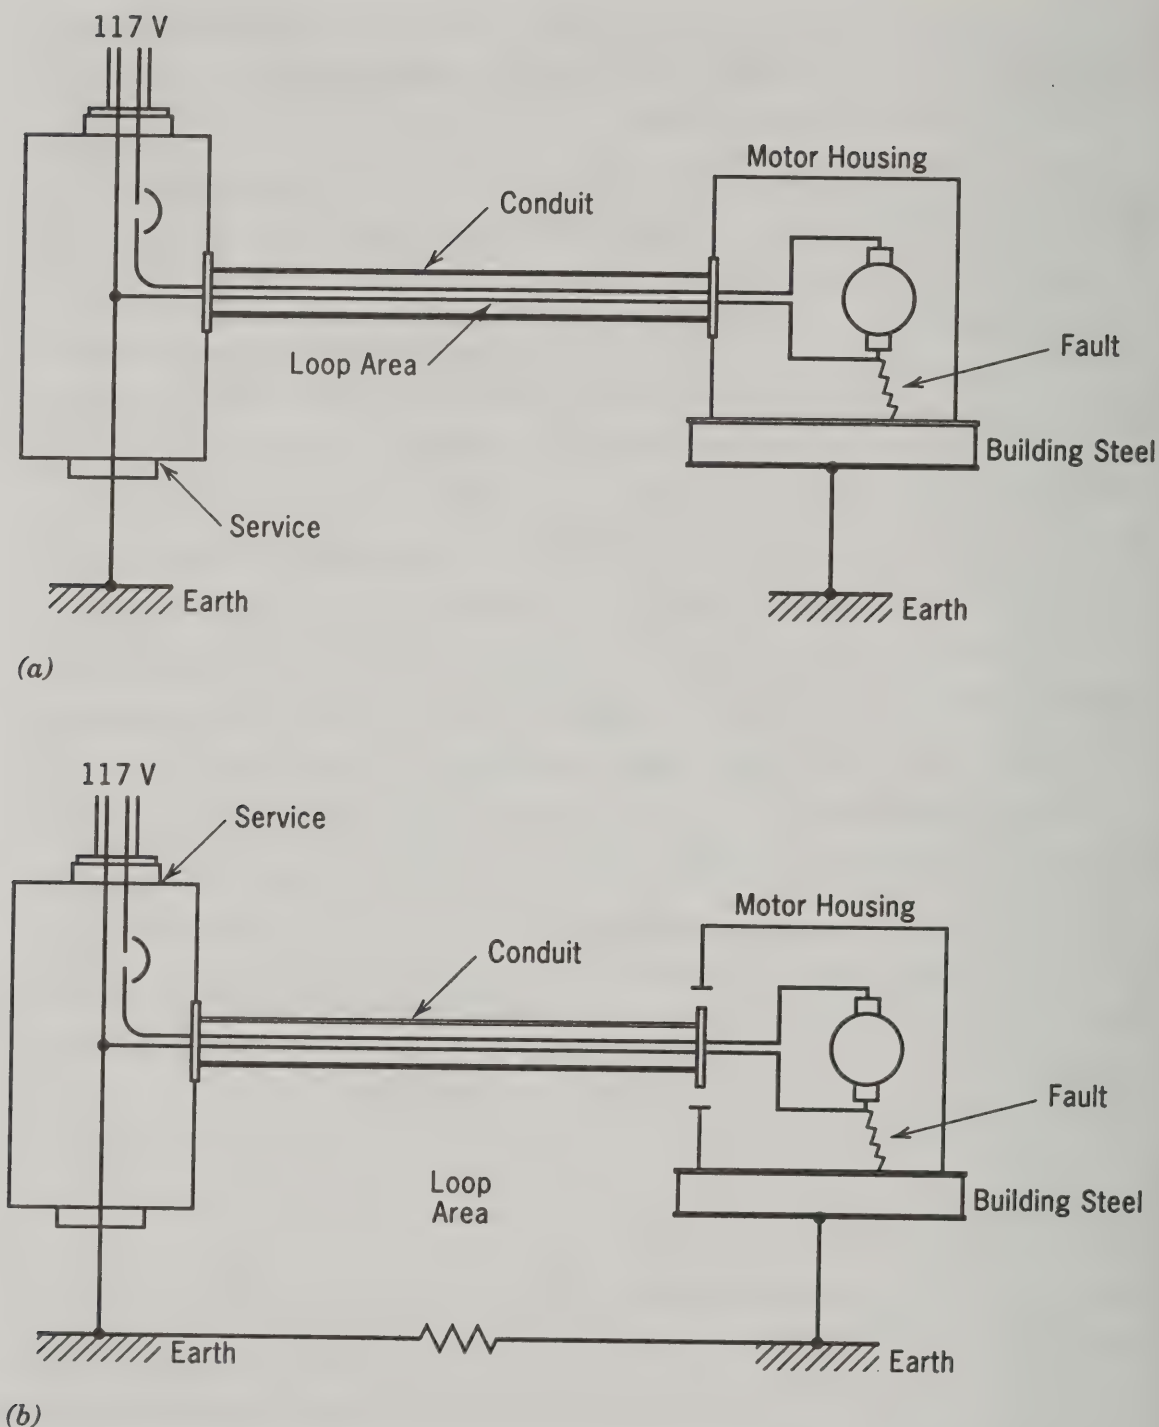 117 V
Motor Housing
Conduit
Loop Area
Fault
Building Steel
Service
Earth
Earth
(a)
117 V
Service
Motor Housing
Conduit
Fault
Loop
Area
Building Steel
Earth
Earth
(b)